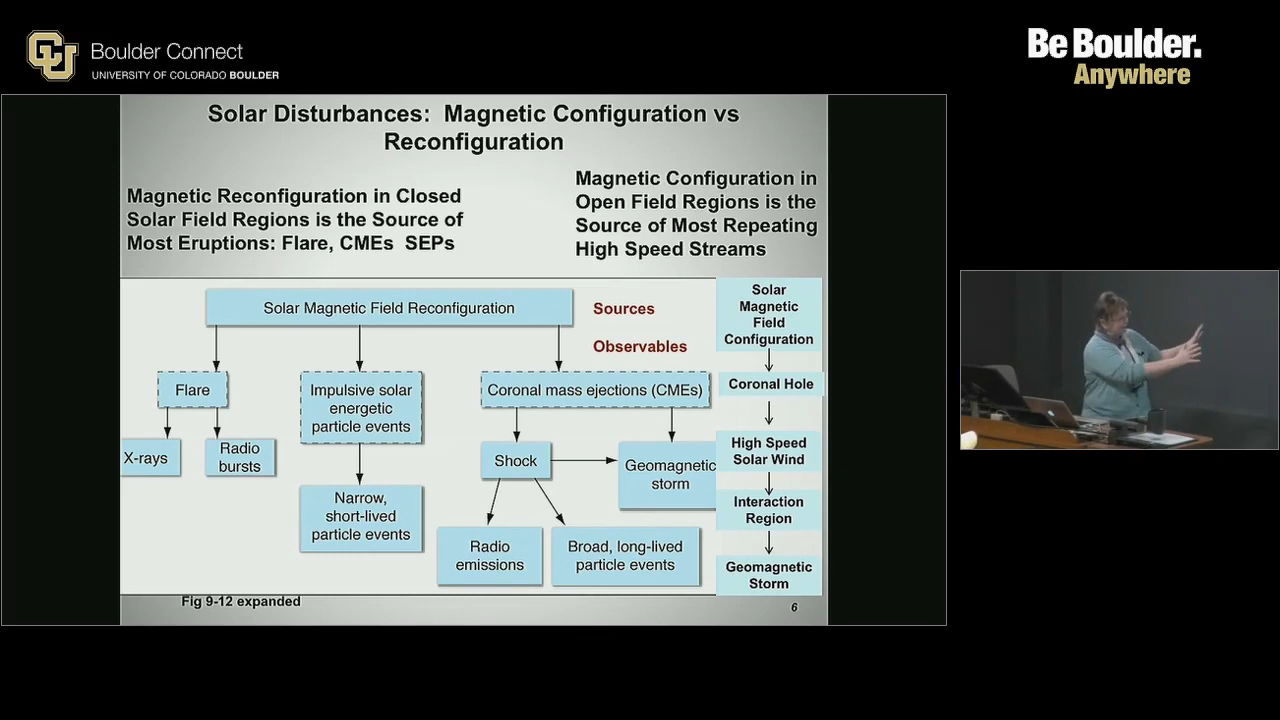 Boulder Connect
UNIVERSITY OF COLORADO BOULDER
Be Boulder.
Anywhere
Solar Disturbances: Magnetic Configuration vs
Reconfiguration
Magnetic Reconfiguration in Closed
Solar Field Regions is the Source of
Most Eruptions: Flare, CMEs SEPs
Magnetic Configuration in
Open Field Regions is the
Source of Most Repeating
High Speed Streams
Solar Magnetic Field Reconfiguration
Sources
Observables
Flare
X-rays
Radio
bursts
Impulsive solar
energetic
particle events
Narrow,
short-lived
particle events
Coronal mass ejections (CMEs)
Shock
Geomagnetic
storm
Radio
emissions
Broad, long-lived
particle events
Solar
Magnetic
Field
Configuration
Coronal Hole
High Speed
Solar Wind
Interaction
Region
Geomagnetic
Storm
Fig 9-12 expanded
6